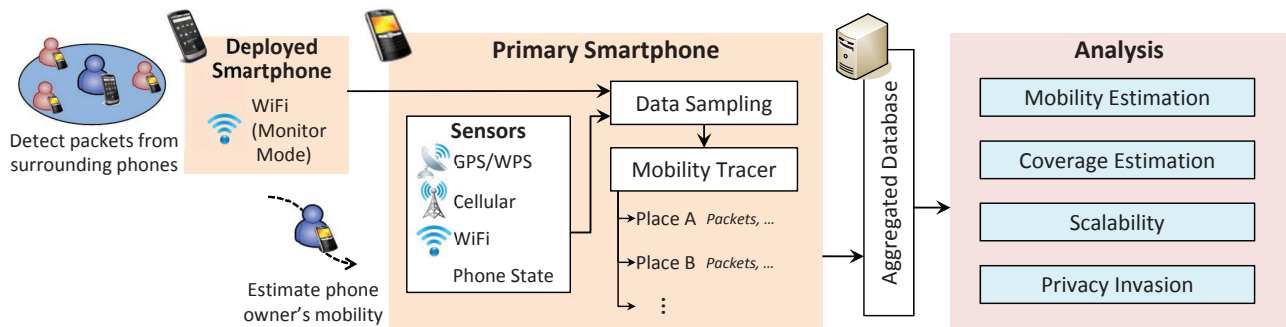 Detect packets from
surrounding phones
Deployed
Smartphone
WiFi
(Monitor
Mode)
Estimate phone
owner's mobility
Primary Smartphone
Sensors
GPS/WPS
Cellular
WiFi
Phone State
Data Sampling
Mobility Tracer
Place A Packets, ...
Place B Packets, ...
⋮
Aggregated Database
Analysis
Mobility Estimation
Coverage Estimation
Scalability
Privacy Invasion